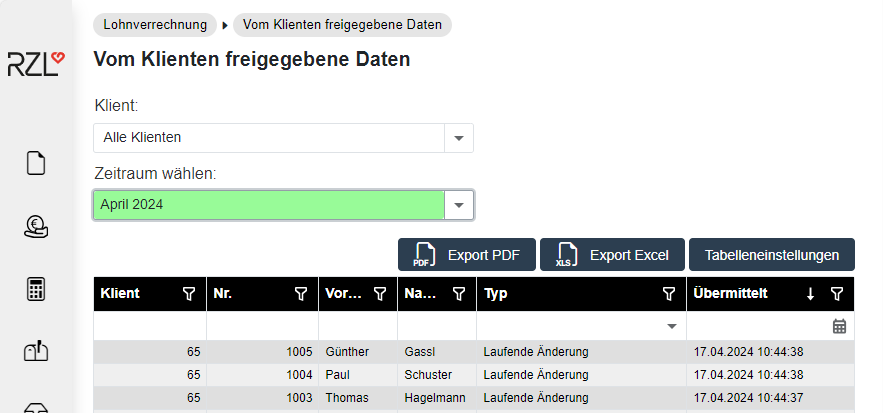 Lohnverrechnung Vom Klienten freigegebene Daten
RZL
Vom Klienten freigegebene Daten
Klient:
Alle Klienten
Zeitraum wählen:
April 2024
PDF Export PDF XLS Export Excel Tabelleneinstellungen
Klient Nr. Vor... Na... Typ Übermittelt
65 1005 Günther Gassl Laufende Änderung 17.04.2024 10:44:38
65 1004 Paul Schuster Laufende Änderung 17.04.2024 10:44:38
65 1003 Thomas Hagelmann Laufende Änderung 17.04.2024 10:44:37